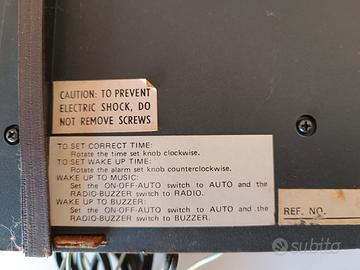 CAUTION: TO PREVENT
ELECTRIC SHOCK, DO
NOT REMOVE SCREWS
TO SET CORRECT TIME:
Rotate the time set knob clockwise.
TO SET WAKE UP TIME:
Rotate the alarm set knob counterclockwise.
WAKE UP TO MUSIC:
Set the ON-OFF-AUTO switch to AUTO and the
RADIO-BUZZER switch to RADIO.
WAKE UP TO BUZZER:
Set the ON-OFF-AUTO switch to AUTO and the
RADIO-BUZZER switch to BUZZER.
REF. NO.
subito